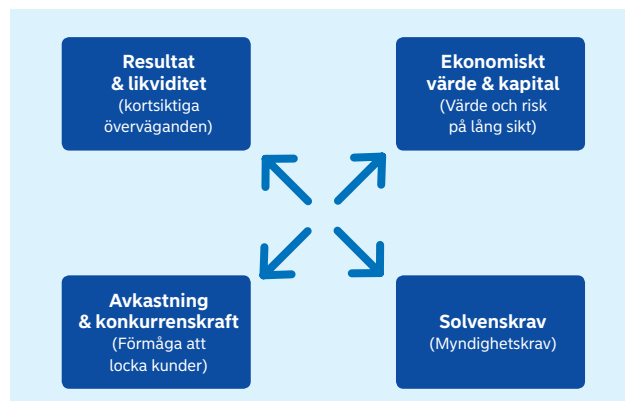 Resultat
& likviditet
(kortsiktiga
överväganden)
Ekonomiskt
värde & kapital
(Värde och risk
på lång sikt)
Avkastning
& konkurrenskraft
(Förmåga att
locka kunder)
Solvenskrav
(Myndighetskrav)